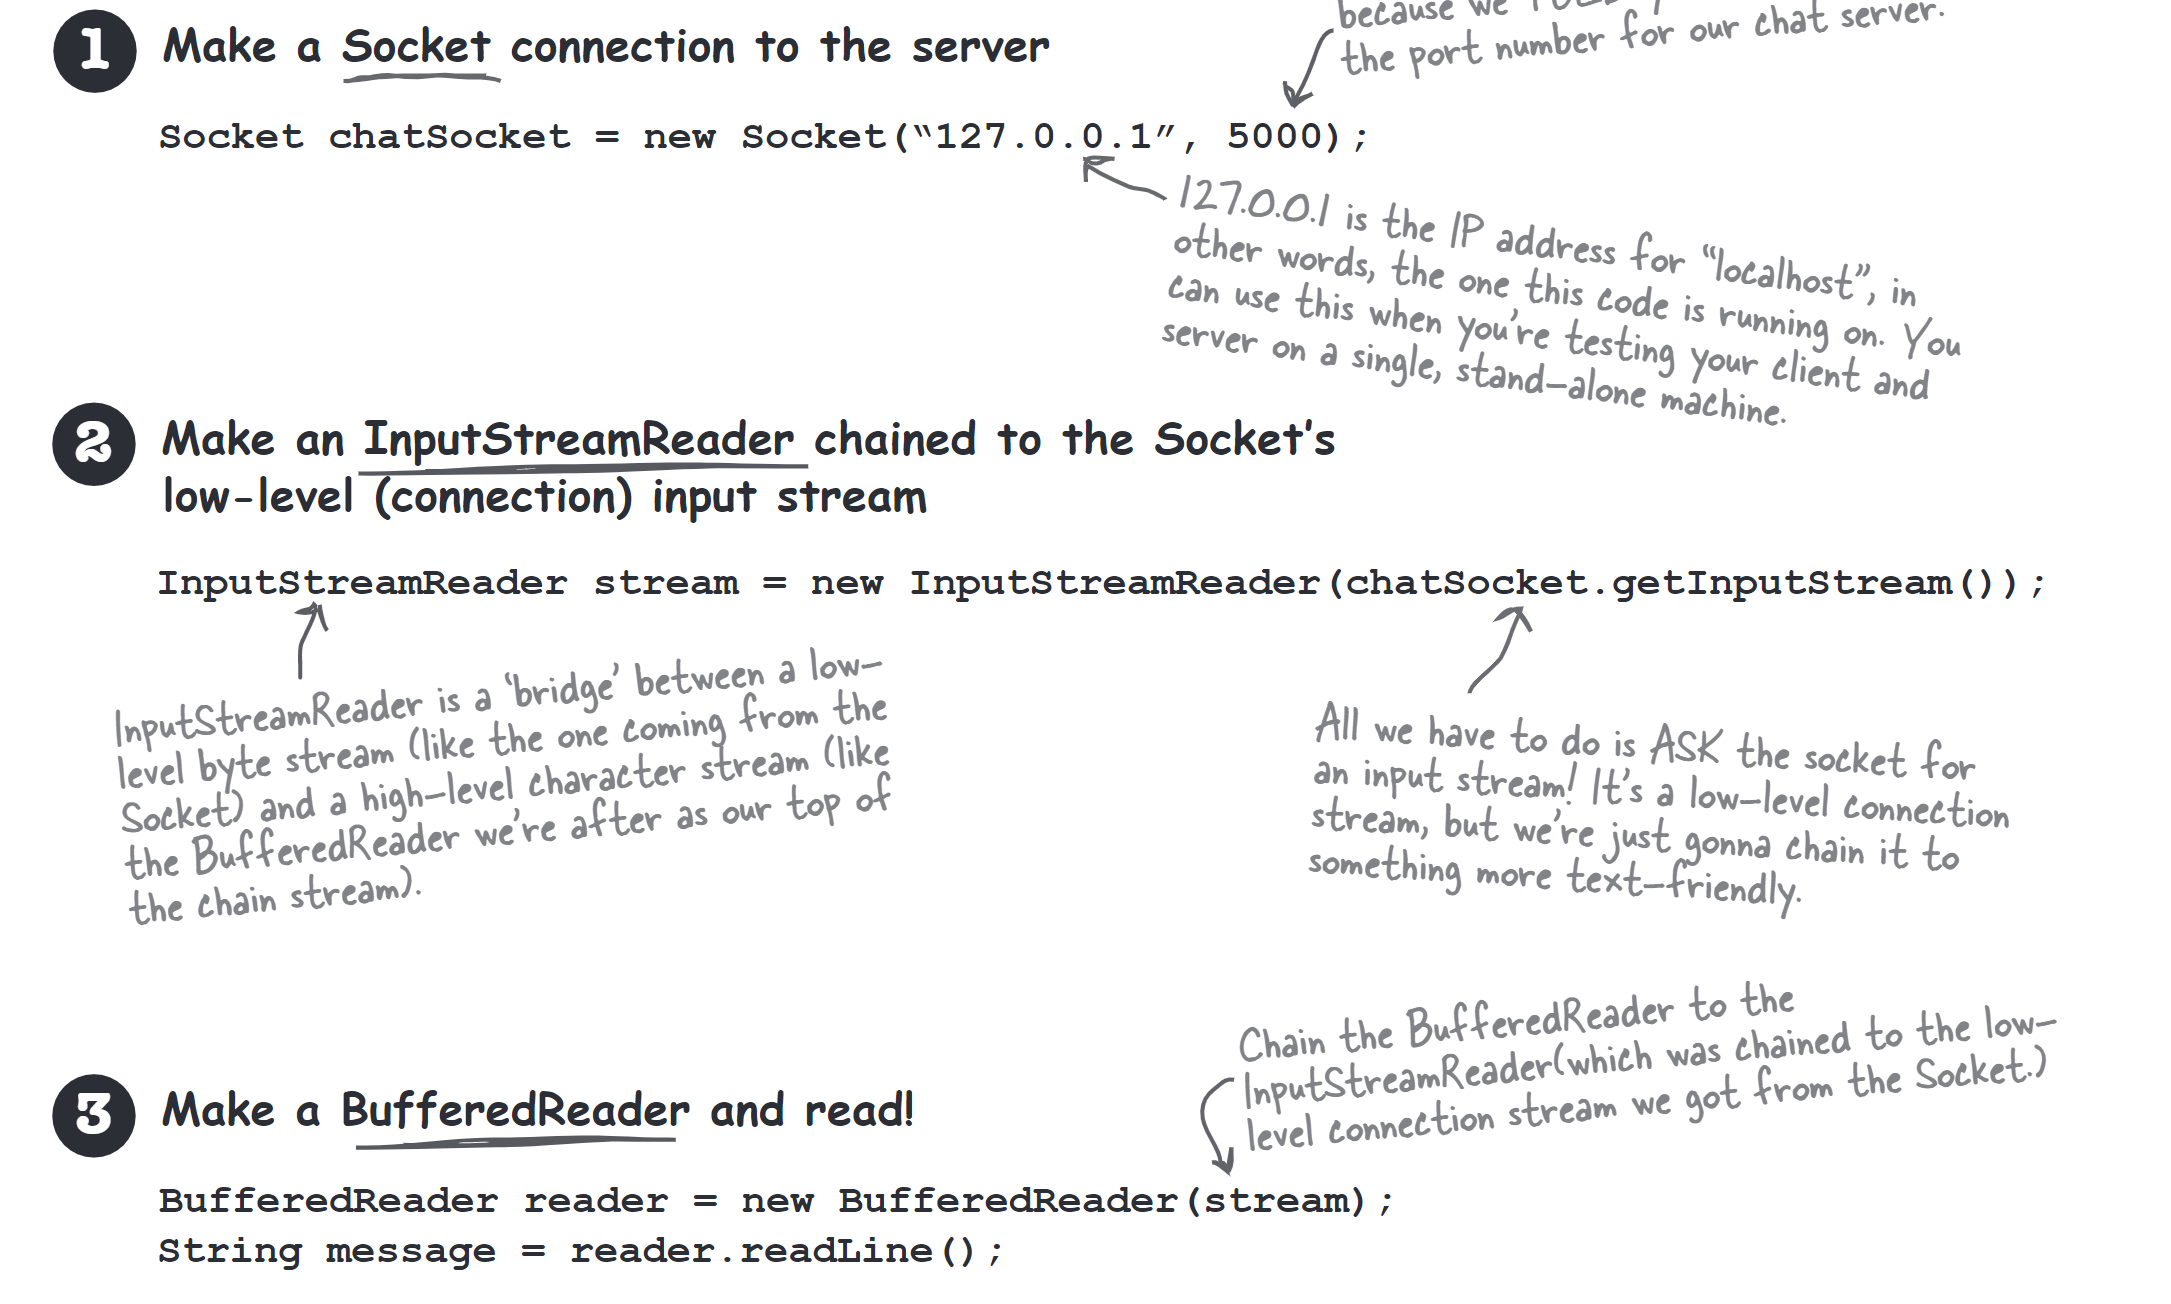 because we
the port number for our chat server.
1 Make a Socket connection to the server
Socket chatSocket = new Socket(“127.0.0.1”, 5000);
127.0.0.1 is the IP address for “localhost”, in
other words, the one this code is running on. You
can use this when you’re testing your client and
server on a single, stand-alone machine.
2 Make an InputStreamReader chained to the Socket’s
low-level (connection) input stream
InputStreamReader stream = new InputStreamReader(chatSocket.getInputStream());
InputStreamReader is a ‘bridge’ between a low-
level byte stream (like the one coming from the
Socket) and a high-level character stream (like
the BufferedReader we’re after as our top of
the chain stream).
All we have to do is ASK the socket for
an input stream! It’s a low-level connection
stream, but we’re just gonna chain it to
something more text-friendly.
Chain the BufferedReader to the
InputStreamReader(which was chained to the low-
level connection stream we got from the Socket.)
3 Make a BufferedReader and read!
BufferedReader reader = new BufferedReader(stream);
String message = reader.readLine();